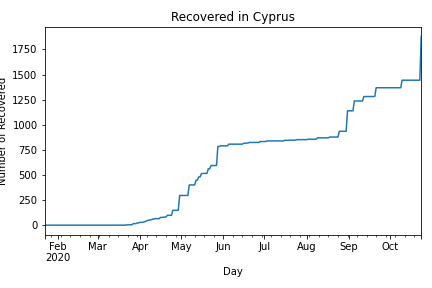 Recovered in Cyprus
Number of Recovered
1750
1500
1250
1000
750
500
250
0
Feb Mar Apr May Jun Jul Aug Sep Oct
2020
Day